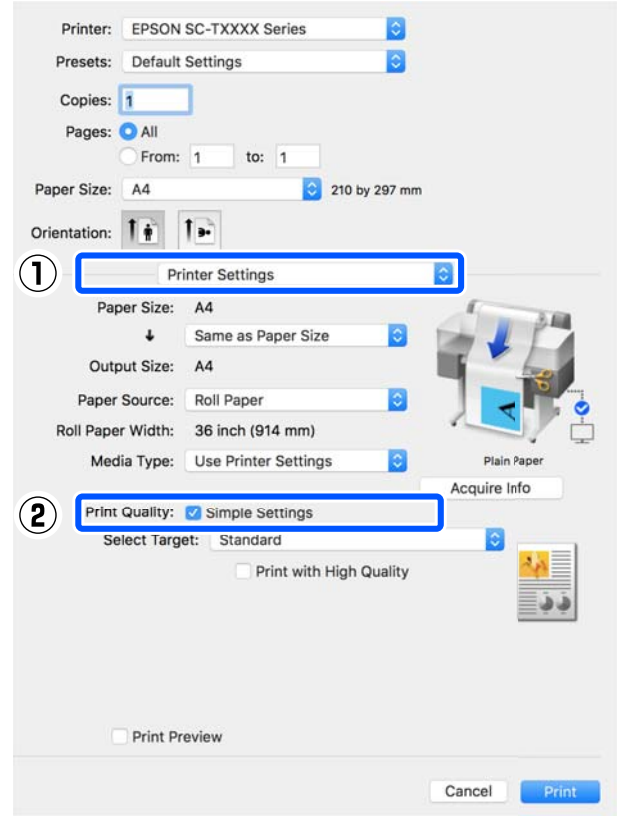 Printer: EPSON SC-TXXXX Series
Presets: Default Settings
Copies: 1
Pages: All
From: 1 to: 1
Paper Size: A4 210 by 297 mm
Orientation:
1 Printer Settings
Paper Size: A4
Same as Paper Size
Output Size: A4
Paper Source: Roll Paper
Roll Paper Width: 36 inch (914 mm)
Media Type: Use Printer Settings
Plain Paper
Acquire Info
2 Print Quality: Simple Settings
Select Target: Standard
Print with High Quality
Print Preview
Cancel Print